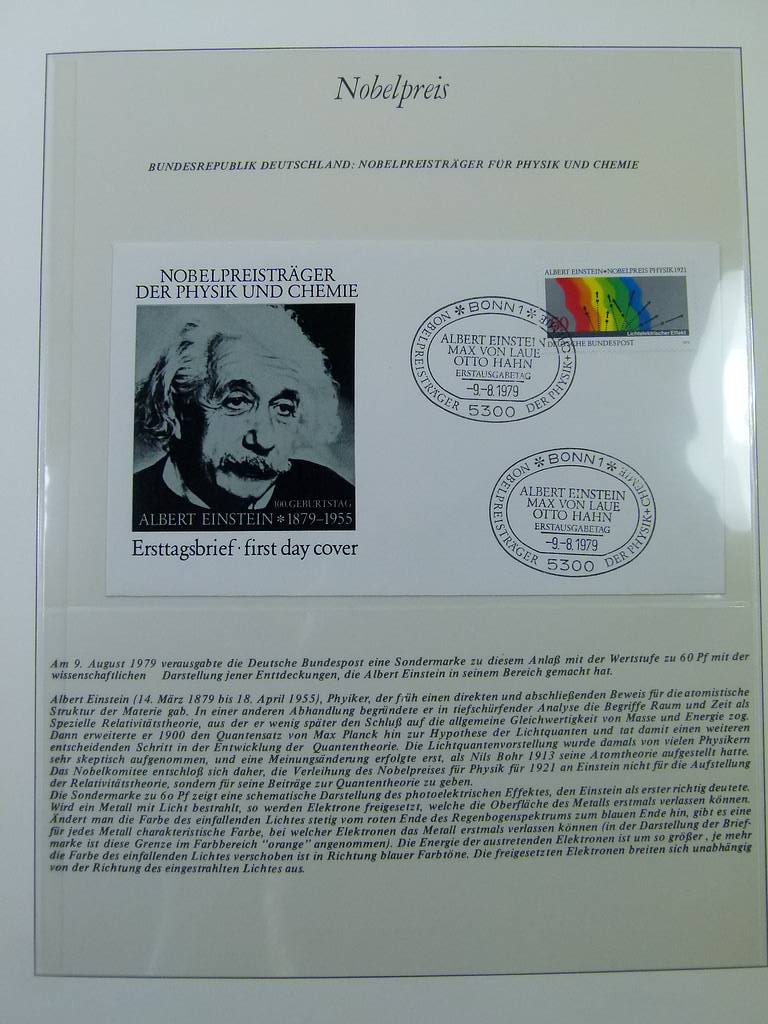 Nobelpreis
BUNDESREPUBLIK DEUTSCHLAND: NOBELPREISTRÄGER FÜR PHYSIK UND CHEMIE
NOBELPREISTRÄGER
DER PHYSIK UND CHEMIE
100. GEBURTSTAG
ALBERT EINSTEIN * 1879–1955
Ersttagsbrief · first day cover
ALBERT EINSTEIN • NOBELPREIS PHYSIK 1921
60
Lichtelektrischer Effekt
DEUTSCHE BUNDESPOST
* BONN 1 *
NOBELPREISTRÄGER DER PHYSIK + CHEMIE
ALBERT EINSTEIN
MAX VON LAUE
OTTO HAHN
ERSTAUSGABETAG
-9.-8.1979
5300
* BONN 1 *
NOBELPREISTRÄGER DER PHYSIK + CHEMIE
ALBERT EINSTEIN
MAX VON LAUE
OTTO HAHN
ERSTAUSGABETAG
-9.-8.1979
5300
Am 9. August 1979 verausgabte die Deutsche Bundespost eine Sondermarke zu diesem Anlaß mit der Wertstufe zu 60 Pf mit der
wissenschaftlichen Darstellung jener Enttdeckungen, die Albert Einstein in seinem Bereich gemacht hat.
Albert Einstein (14. März 1879 bis 18. April 1955), Phyiker, der früh einen direkten und abschließenden Beweis für die atomistische
Struktur der Materie gab. In einer anderen Abhandlung begründete er in tiefschürfender Analyse die Begriffe Raum und Zeit als
Spezielle Relativitätstheorie, aus der er wenig später den Schluß auf die allgemeine Gleichwertigkeit von Masse und Energie zog.
Dann erweiterte er 1900 den Quantensatz von Max Planck hin zur Hypothese der Lichtquanten und tat damit einen weiteren
entscheidenden Schritt in der Entwicklung der Quantentheorie. Die Lichtquantenvorstellung wurde damals von vielen Physikern
sehr skeptisch aufgenommen, und eine Meinungsänderung erfolgte erst, als Nils Bohr 1913 seine Atomtheorie aufgestellt hatte.
Das Nobelkomitee entschloß sich daher, die Verleihung des Nobelpreises für Physik für 1921 an Einstein nicht für die Aufstellung
der Relativitätstheorie, sondern für seine Beiträge zur Quantentheorie zu geben.
Die Sondermarke zu 60 Pf zeigt eine schematische Darstellung des photoelektrischen Effektes, den Einstein als erster richtig deutete.
Wird ein Metall mit Licht bestrahlt, so werden Elektrone freigesetzt, welche die Oberfläche des Metalls erstmals verlassen können.
Ändert man die Farbe des einfallenden Lichtes stetig vom roten Ende des Regenbogenspektrums zum blauen Ende hin, gibt es eine
für jedes Metall charakteristische Farbe, bei welcher Elektronen das Metall erstmals verlassen können (in der Darstellung der Brief-
marke ist diese Grenze im Farbbereich "orange" angenommen). Die Energie der austretenden Elektronen ist um so größer, je mehr
die Farbe des einfallenden Lichtes verschoben ist in Richtung blauer Farbtöne. Die freigesetzten Elektronen breiten sich unabhängig
von der Richtung des eingestrahlten Lichtes aus.